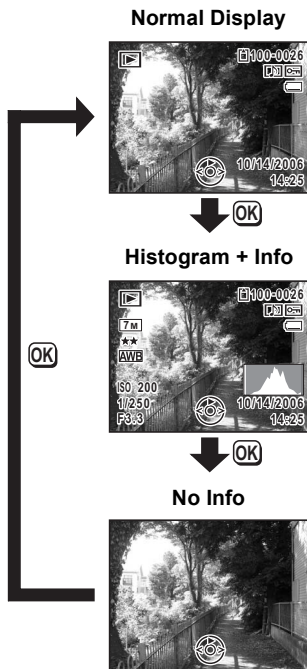 Normal Display
100-0026
10/14/2006
14:25
OK
Histogram + Info
100-0026
7M
AWB
ISO 200
1/250
F3.3
10/14/2006
14:25
OK
OK
No Info